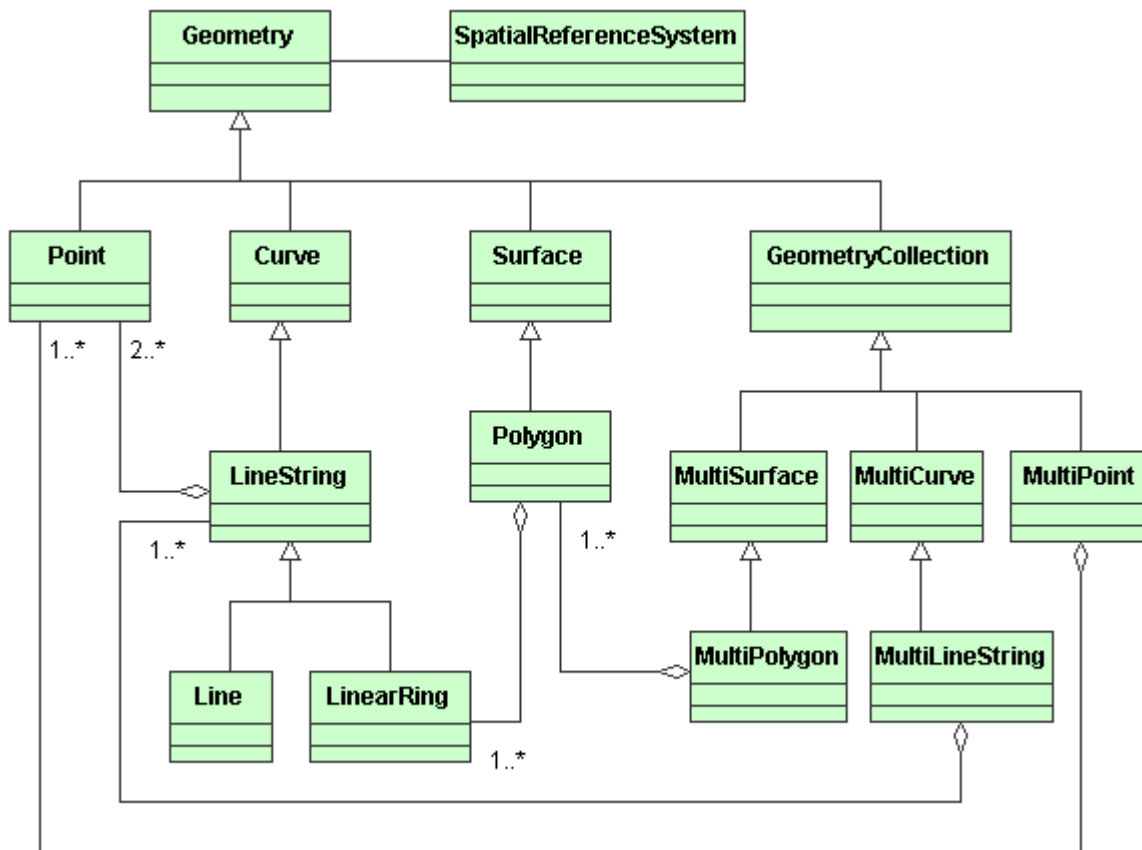 Geometry
SpatialReferenceSystem
Point
Curve
Surface
GeometryCollection
1..*
2..*
LineString
Polygon
MultiSurface
MultiCurve
MultiPoint
1..*
1..*
Line
LinearRing
MultiPolygon
MultiLineString
1..*